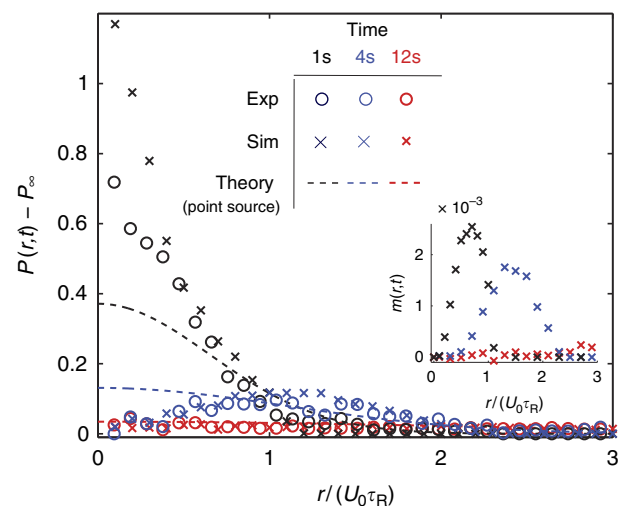 Time
1s 4s 12s
Exp
Sim
Theory
(point source)
P(r,t) − P∞
1
0.8
0.6
0.4
0.2
0
0 1 2 3
r/(U₀τR)
× 10⁻³
m(r,t)
2
1
0
0 1 2 3
r/(U₀τR)